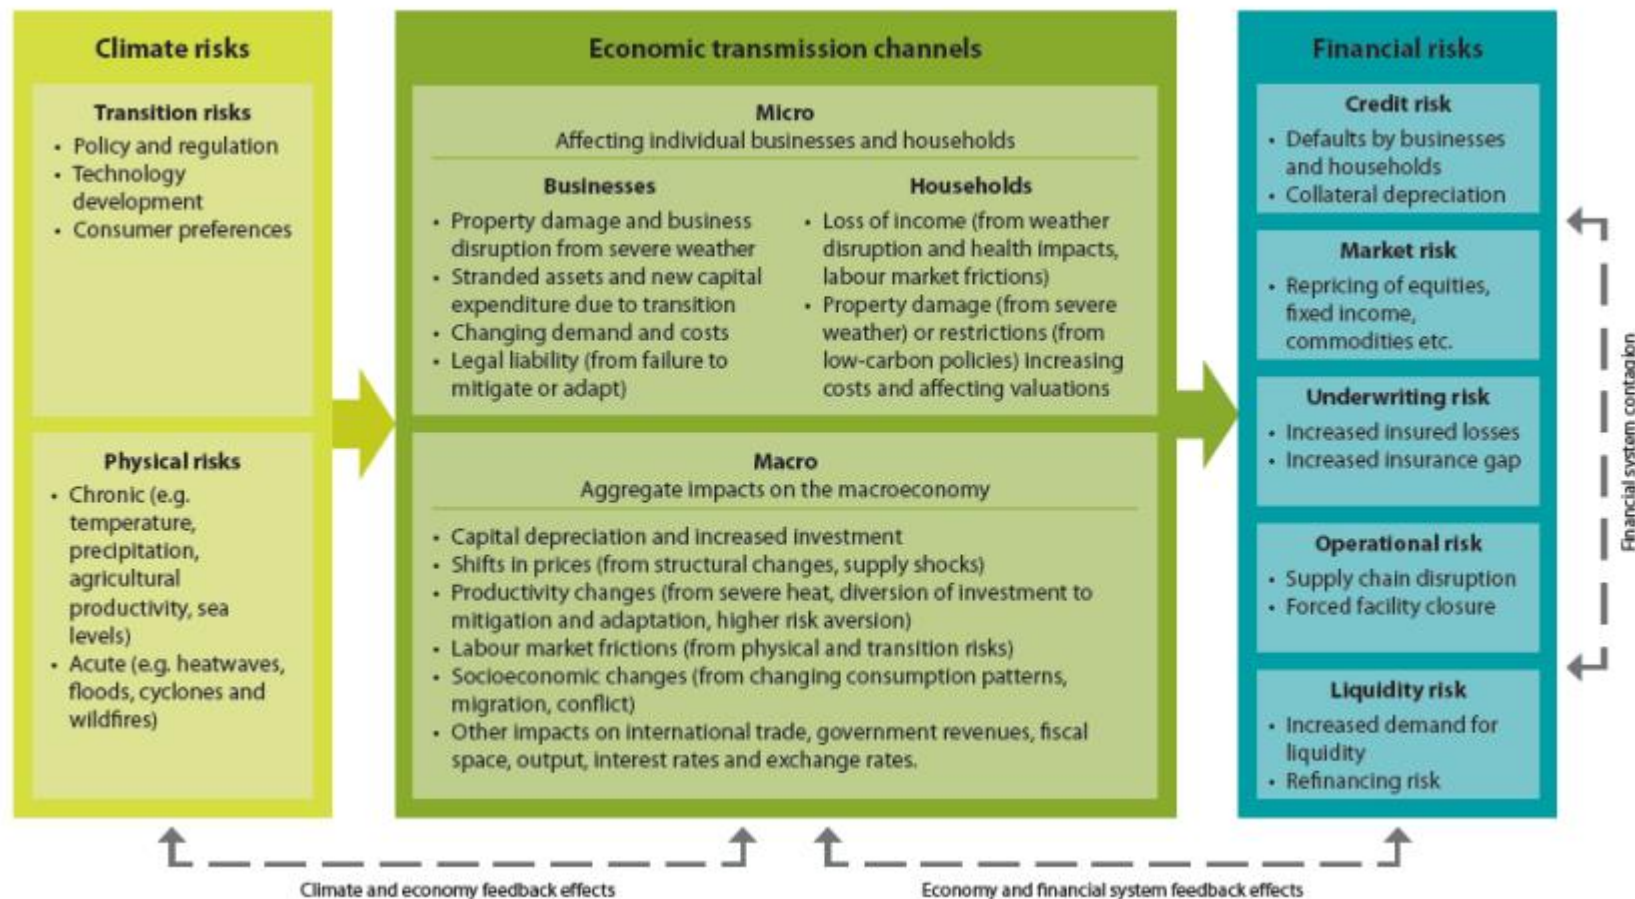 Climate risks
Transition risks
• Policy and regulation
• Technology
development
• Consumer preferences
Physical risks
• Chronic (e.g.
temperature,
precipitation,
agricultural
productivity, sea
levels)
• Acute (e.g. heatwaves,
floods, cyclones and
wildfires)
Economic transmission channels
Micro
Affecting individual businesses and households
Businesses
• Property damage and business
disruption from severe weather
• Stranded assets and new capital
expenditure due to transition
• Changing demand and costs
• Legal liability (from failure to
mitigate or adapt)
Households
• Loss of income (from weather
disruption and health impacts,
labour market frictions)
• Property damage (from severe
weather) or restrictions (from
low-carbon policies) increasing
costs and affecting valuations
Macro
Aggregate impacts on the macroeconomy
• Capital depreciation and increased investment
• Shifts in prices (from structural changes, supply shocks)
• Productivity changes (from severe heat, diversion of investment to
mitigation and adaptation, higher risk aversion)
• Labour market frictions (from physical and transition risks)
• Socioeconomic changes (from changing consumption patterns,
migration, conflict)
• Other impacts on international trade, government revenues, fiscal
space, output, interest rates and exchange rates.
Financial risks
Credit risk
• Defaults by businesses
and households
• Collateral depreciation
Market risk
• Repricing of equities,
fixed income,
commodities etc.
Underwriting risk
• Increased insured losses
• Increased insurance gap
Operational risk
• Supply chain disruption
• Forced facility closure
Liquidity risk
• Increased demand for
liquidity
• Refinancing risk
Financial system contagion
Climate and economy feedback effects
Economy and financial system feedback effects